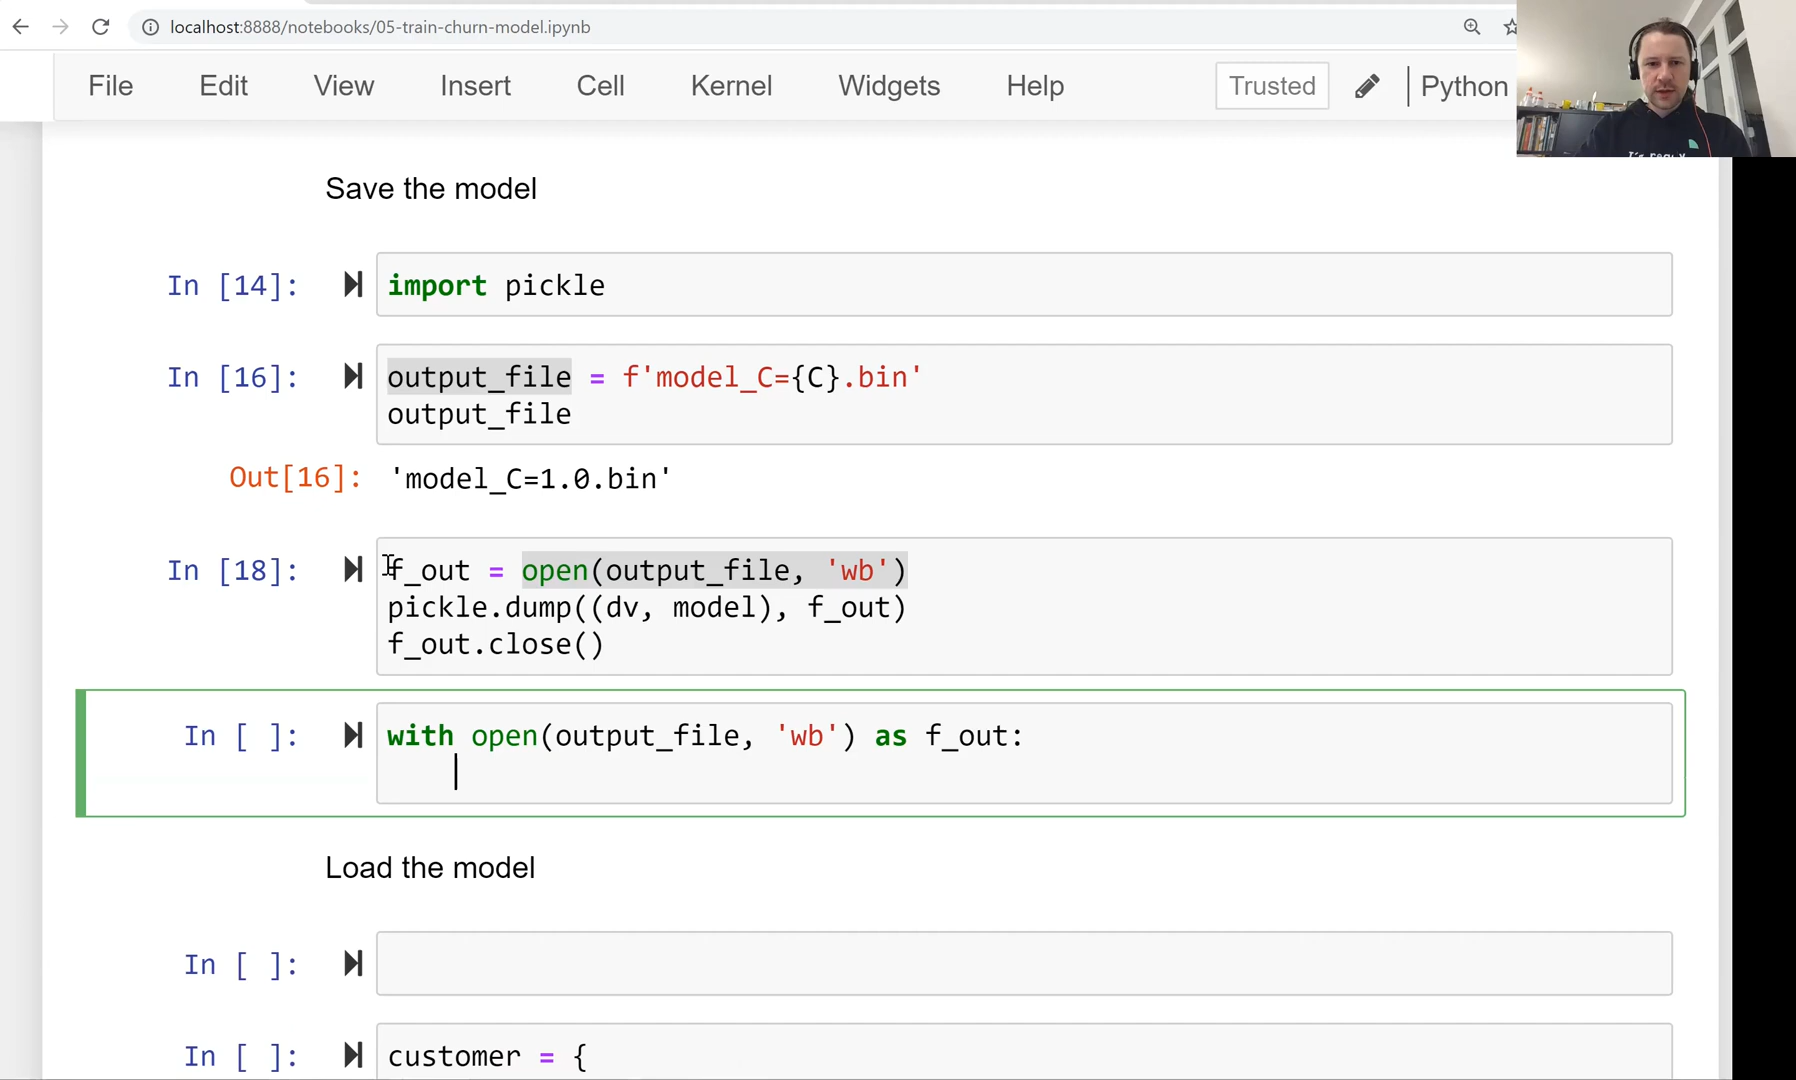 localhost:8888/notebooks/05-train-churn-model.ipynb
File Edit View Insert Cell Kernel Widgets Help Trusted Python
Save the model
In [14]: import pickle
In [16]: output_file = f'model_C={C}.bin'
output_file
Out[16]: 'model_C=1.0.bin'
In [18]: f_out = open(output_file, 'wb')
pickle.dump((dv, model), f_out)
f_out.close()
In [ ]: with open(output_file, 'wb') as f_out:
Load the model
In [ ]:
In [ ]: customer = {